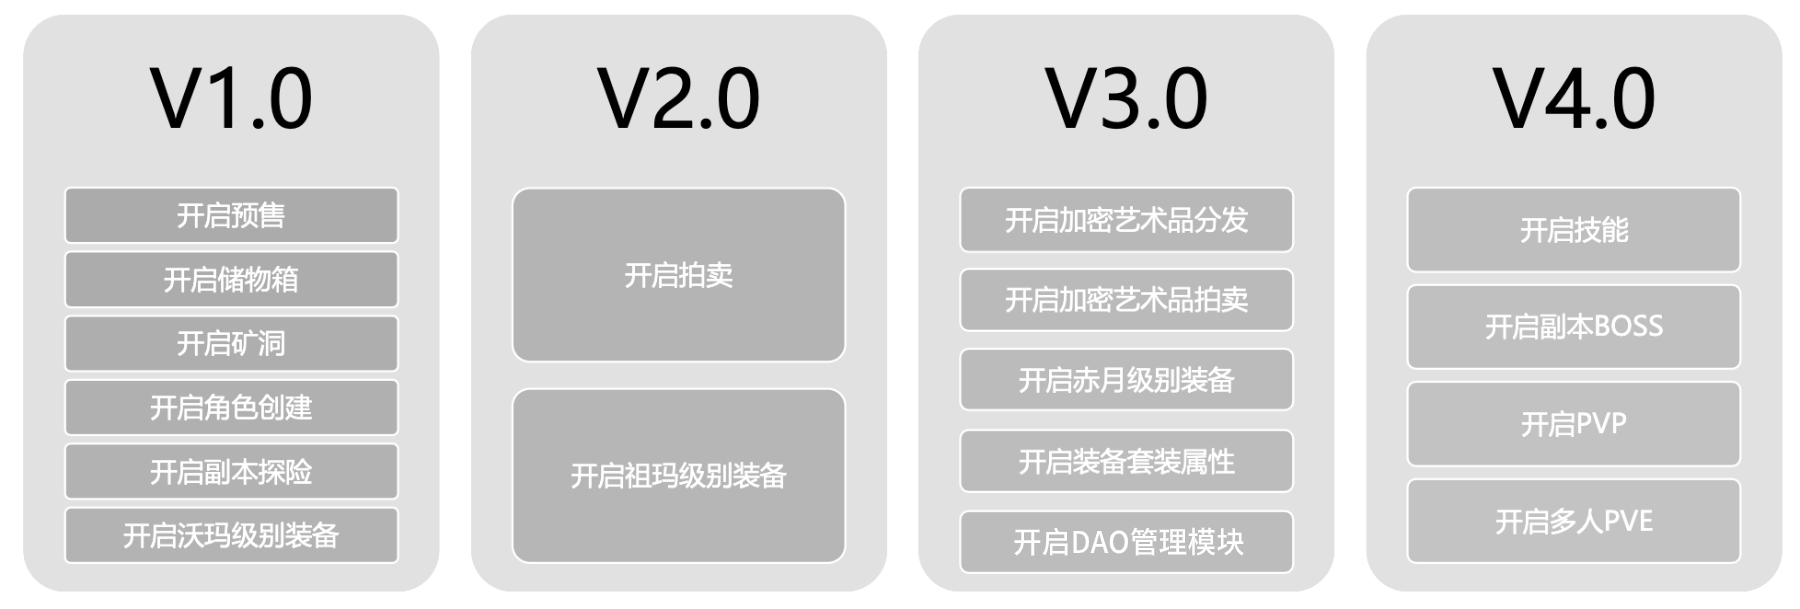 V1.0
开启预售
开启储物箱
开启矿洞
开启角色创建
开启副本探险
开启沃玛级别装备
V2.0
开启拍卖
开启祖玛级别装备
V3.0
开启加密艺术品分发
开启加密艺术品拍卖
开启赤月级别装备
开启装备套装属性
开启DAO管理模块
V4.0
开启技能
开启副本BOSS
开启PVP
开启多人PVE